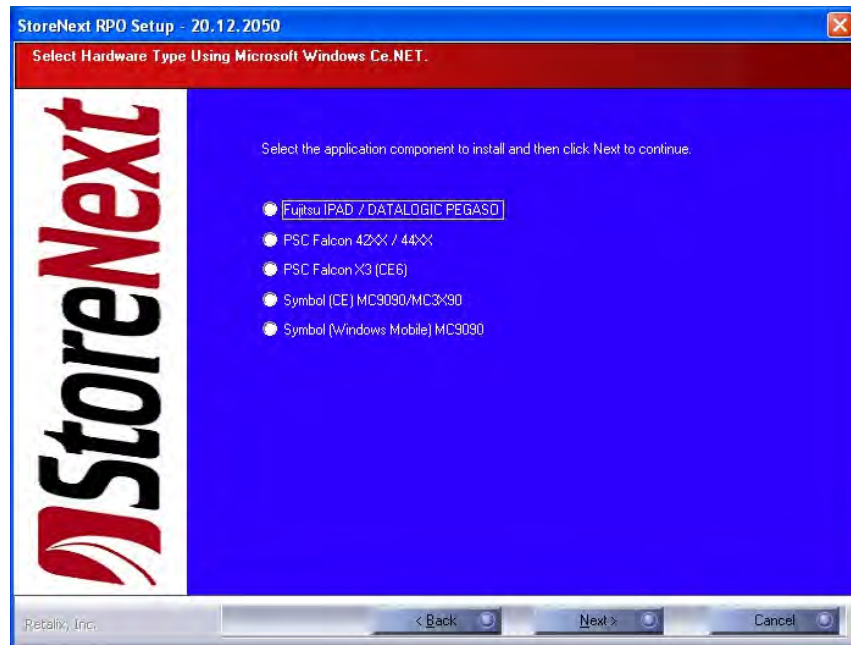 StoreNext RPO Setup - 20.12.2050
Select Hardware Type Using Microsoft Windows Ce.NET.
StoreNext
Select the application component to install and then click Next to continue.
Fujitsu IPAD / DATALOGIC PEGASO
PSC Falcon 42XX / 44XX
PSC Falcon X3 (CE6)
Symbol (CE) MC9090/MC3X90
Symbol (Windows Mobile) MC9090
Retalix, Inc.
< Back
Next >
Cancel